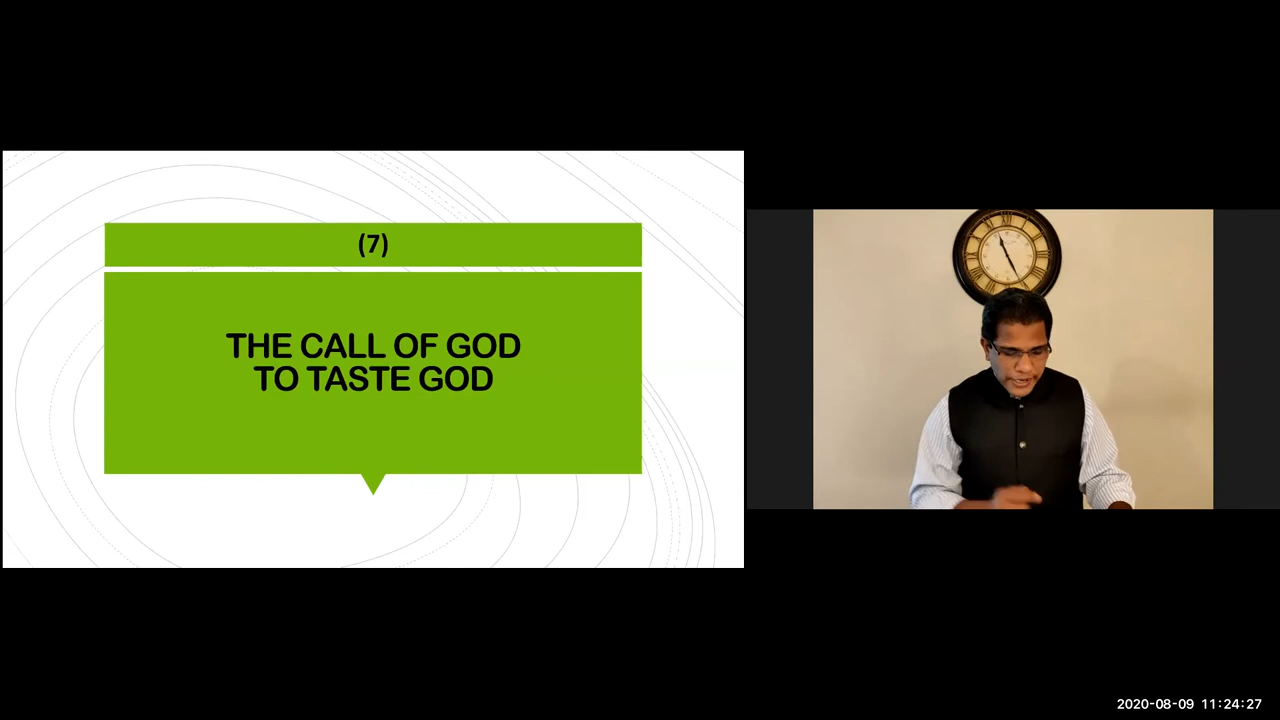 (7)
THE CALL OF GOD
TO TASTE GOD
2020-08-09 11:24:27